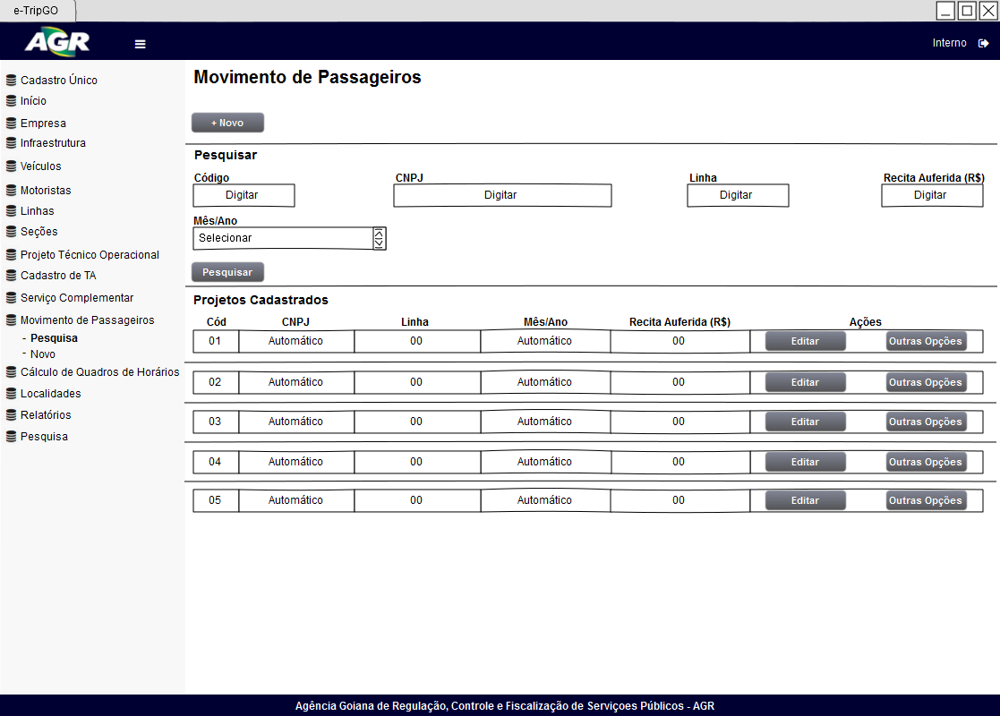 e-TripGO
AGR
Interno
Cadastro Único
Início
Empresa
Infraestrutura
Veículos
Motoristas
Linhas
Seções
Projeto Técnico Operacional
Cadastro de TA
Serviço Complementar
Movimento de Passageiros
- Pesquisa
- Novo
Cálculo de Quadros de Horários
Localidades
Relatórios
Pesquisa
Movimento de Passageiros
+ Novo
Pesquisar
Código CNPJ Linha Recita Auferida (R$)
Digitar Digitar Digitar Digitar
Mês/Ano
Selecionar
Pesquisar
Projetos Cadastrados
Cód CNPJ Linha Mês/Ano Recita Auferida (R$) Ações
01 Automático 00 Automático 00 Editar Outras Opções
02 Automático 00 Automático 00 Editar Outras Opções
03 Automático 00 Automático 00 Editar Outras Opções
04 Automático 00 Automático 00 Editar Outras Opções
05 Automático 00 Automático 00 Editar Outras Opções
Agência Goiana de Regulação, Controle e Fiscalização de Serviçoes Públicos - AGR